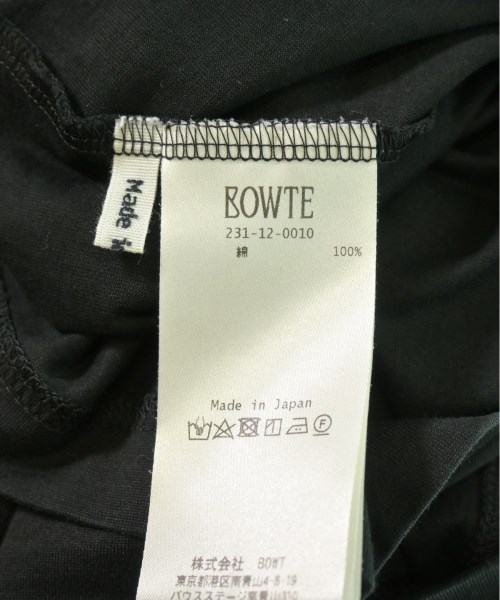 BOWTE
231-12-0010
綿 100%
Made in Japan
F
株式会社 BOWT
東京都港区南青山4-8-19
Made